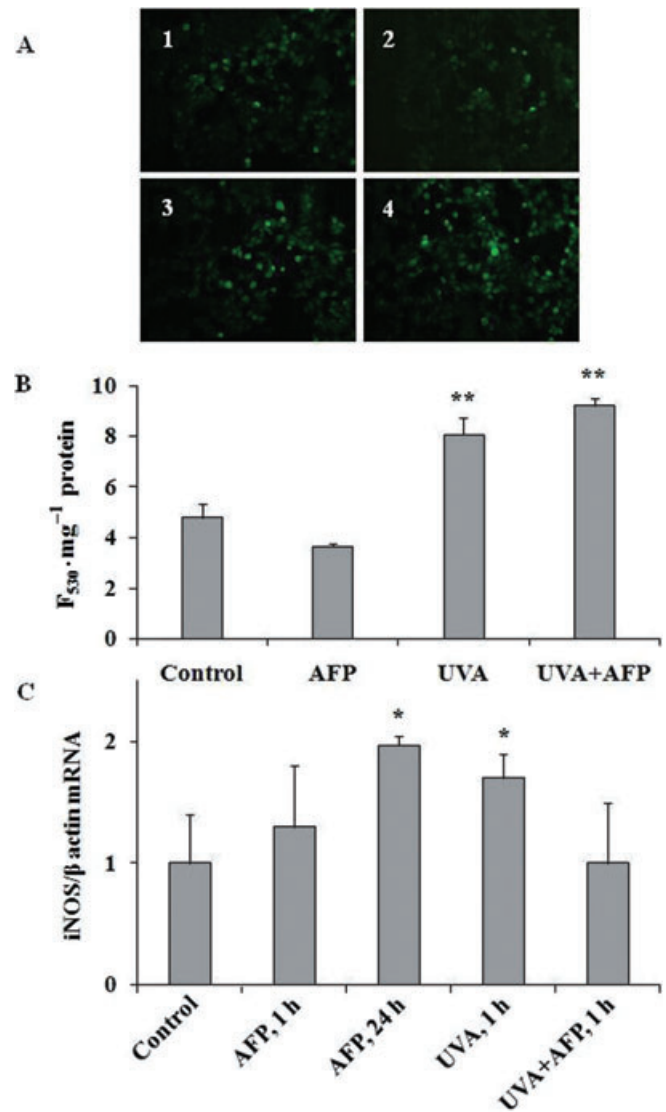 A
1
2
3
4
B
10
8
6
4
2
0
F₅₃₀·mg⁻¹ protein
**
**
Control AFP UVA UVA+AFP
C
2
1
0
iNOS/β actin mRNA
*
*
Control
AFP, 1 h
AFP, 24 h
UVA, 1 h
UVA+AFP, 1 h